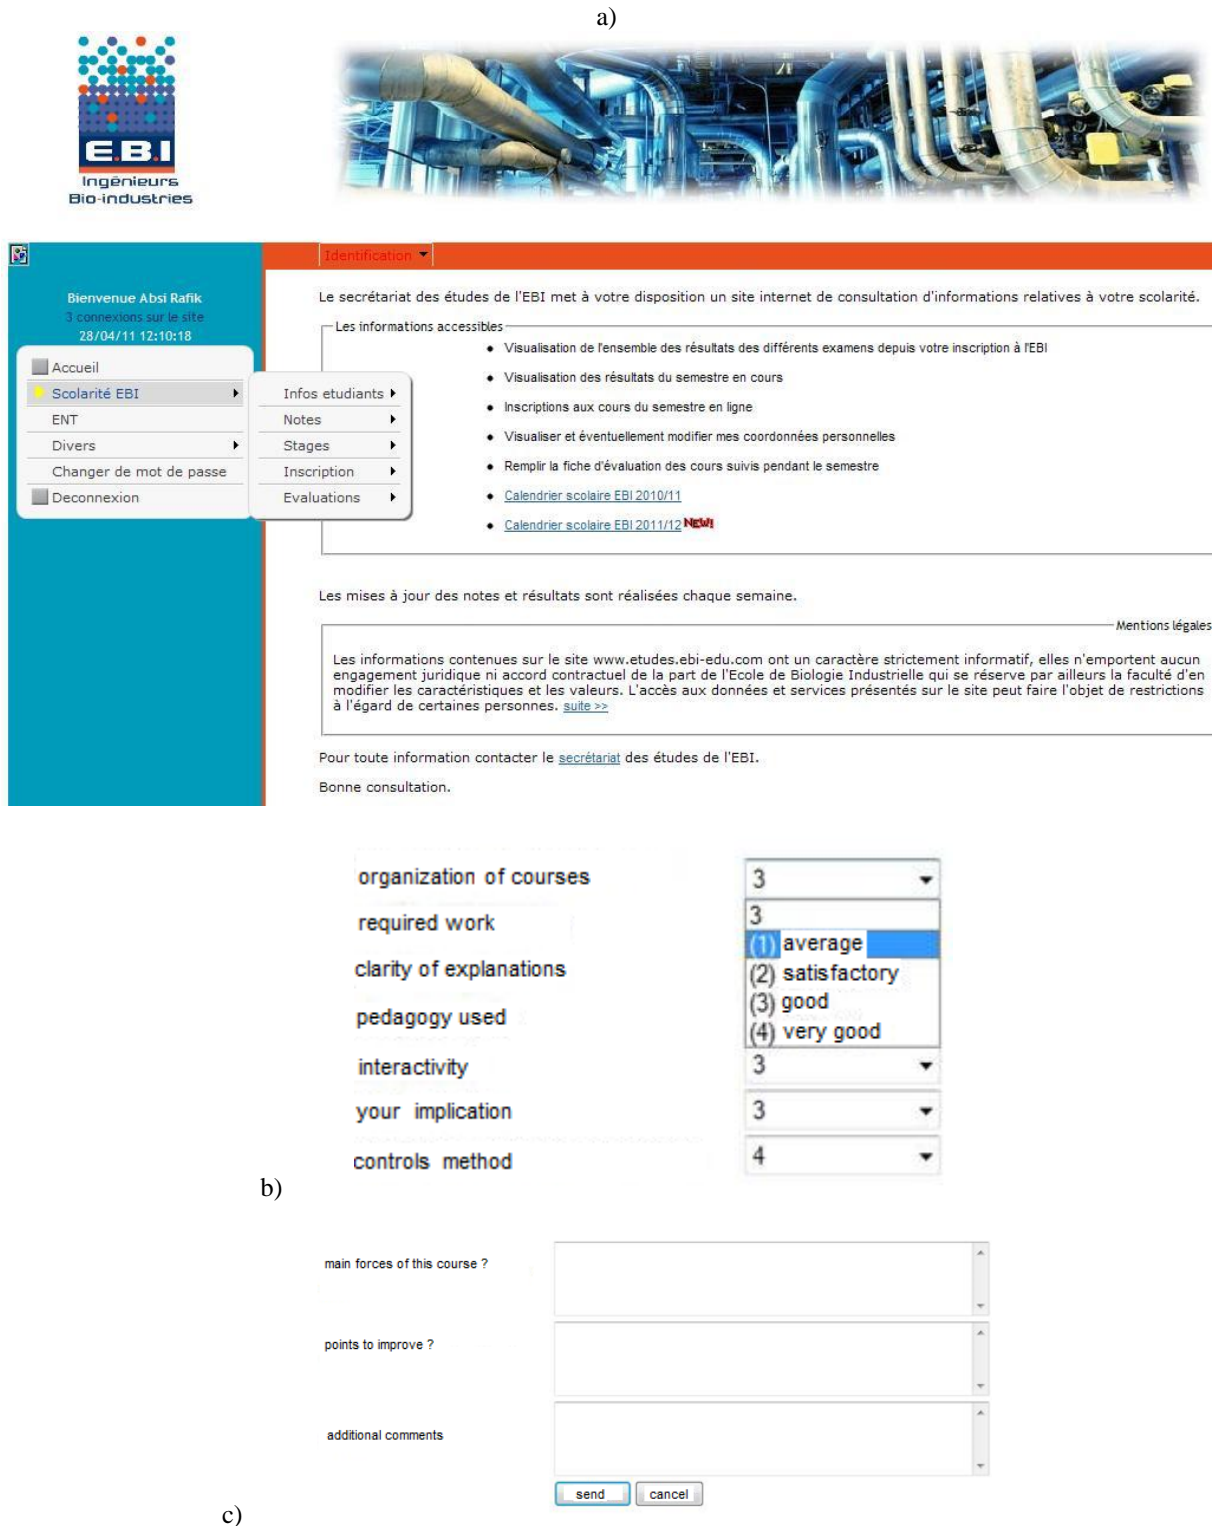 a)
E.B.I
Ingénieurs
Bio-industries
Identification
Bienvenue Absi Rafik
3 connexions sur le site
28/04/11 12:10:18
Accueil
Scolarité EBI
ENT
Divers
Changer de mot de passe
Deconnexion
Infos etudiants
Notes
Stages
Inscription
Evaluations
Le secrétariat des études de l'EBI met à votre disposition un site internet de consultation d'informations relatives à votre scolarité.
Les informations accessibles
Visualisation de l'ensemble des résultats des différents examens depuis votre inscription à l'EBI
Visualisation des résultats du semestre en cours
Inscriptions aux cours du semestre en ligne
Visualiser et éventuellement modifier mes coordonnées personnelles
Remplir la fiche d'évaluation des cours suivis pendant le semestre
Calendrier scolaire EBI 2010/11
Calendrier scolaire EBI 2011/12 NEW!
Les mises à jour des notes et résultats sont réalisées chaque semaine.
Mentions légales
Les informations contenues sur le site www.etudes.ebi-edu.com ont un caractère strictement informatif, elles n'emportent aucun
engagement juridique ni accord contractuel de la part de l'Ecole de Biologie Industrielle qui se réserve par ailleurs la faculté d'en
modifier les caractéristiques et les valeurs. L'accès aux données et services présentés sur le site peut faire l'objet de restrictions
à l'égard de certaines personnes. suite >>
Pour toute information contacter le secrétariat des études de l'EBI.
Bonne consultation.
organization of courses 3
required work 3
(1) average
clarity of explanations (2) satisfactory
(3) good
pedagogy used (4) very good
interactivity 3
your implication 3
controls method 4
b)
main forces of this course ?
points to improve ?
additional comments
send cancel
c)